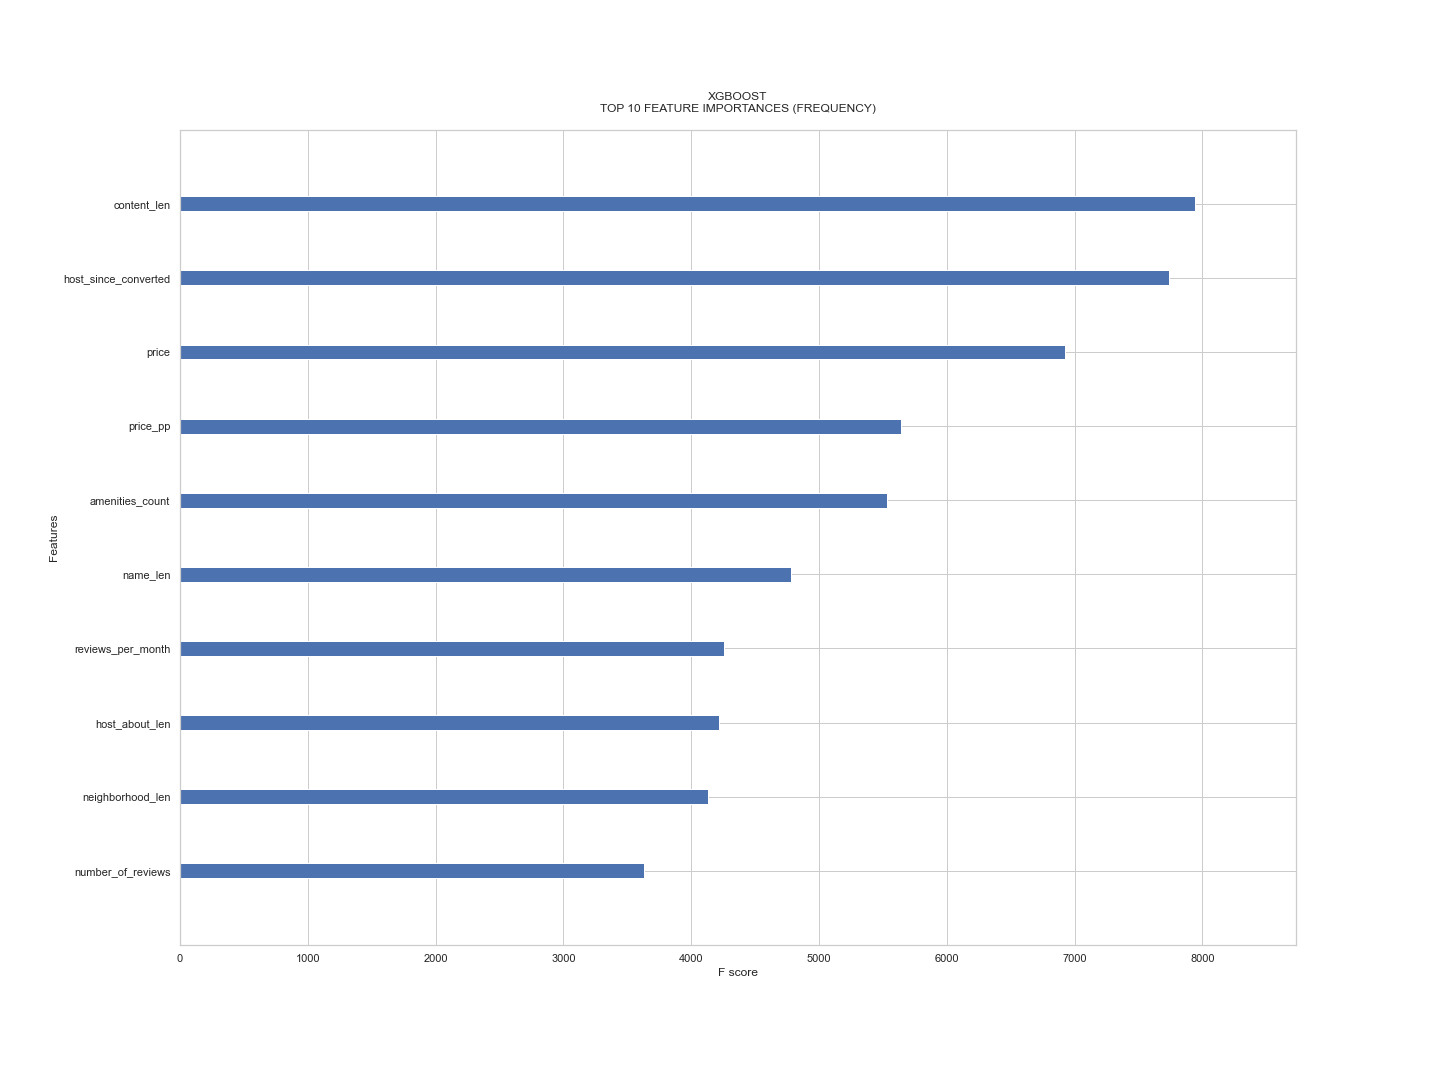 XGBOOST
TOP 10 FEATURE IMPORTANCES (FREQUENCY)
content_len
host_since_converted
price
price_pp
amenities_count
name_len
reviews_per_month
host_about_len
neighborhood_len
number_of_reviews
Features
0 1000 2000 3000 4000 5000 6000 7000 8000
F score